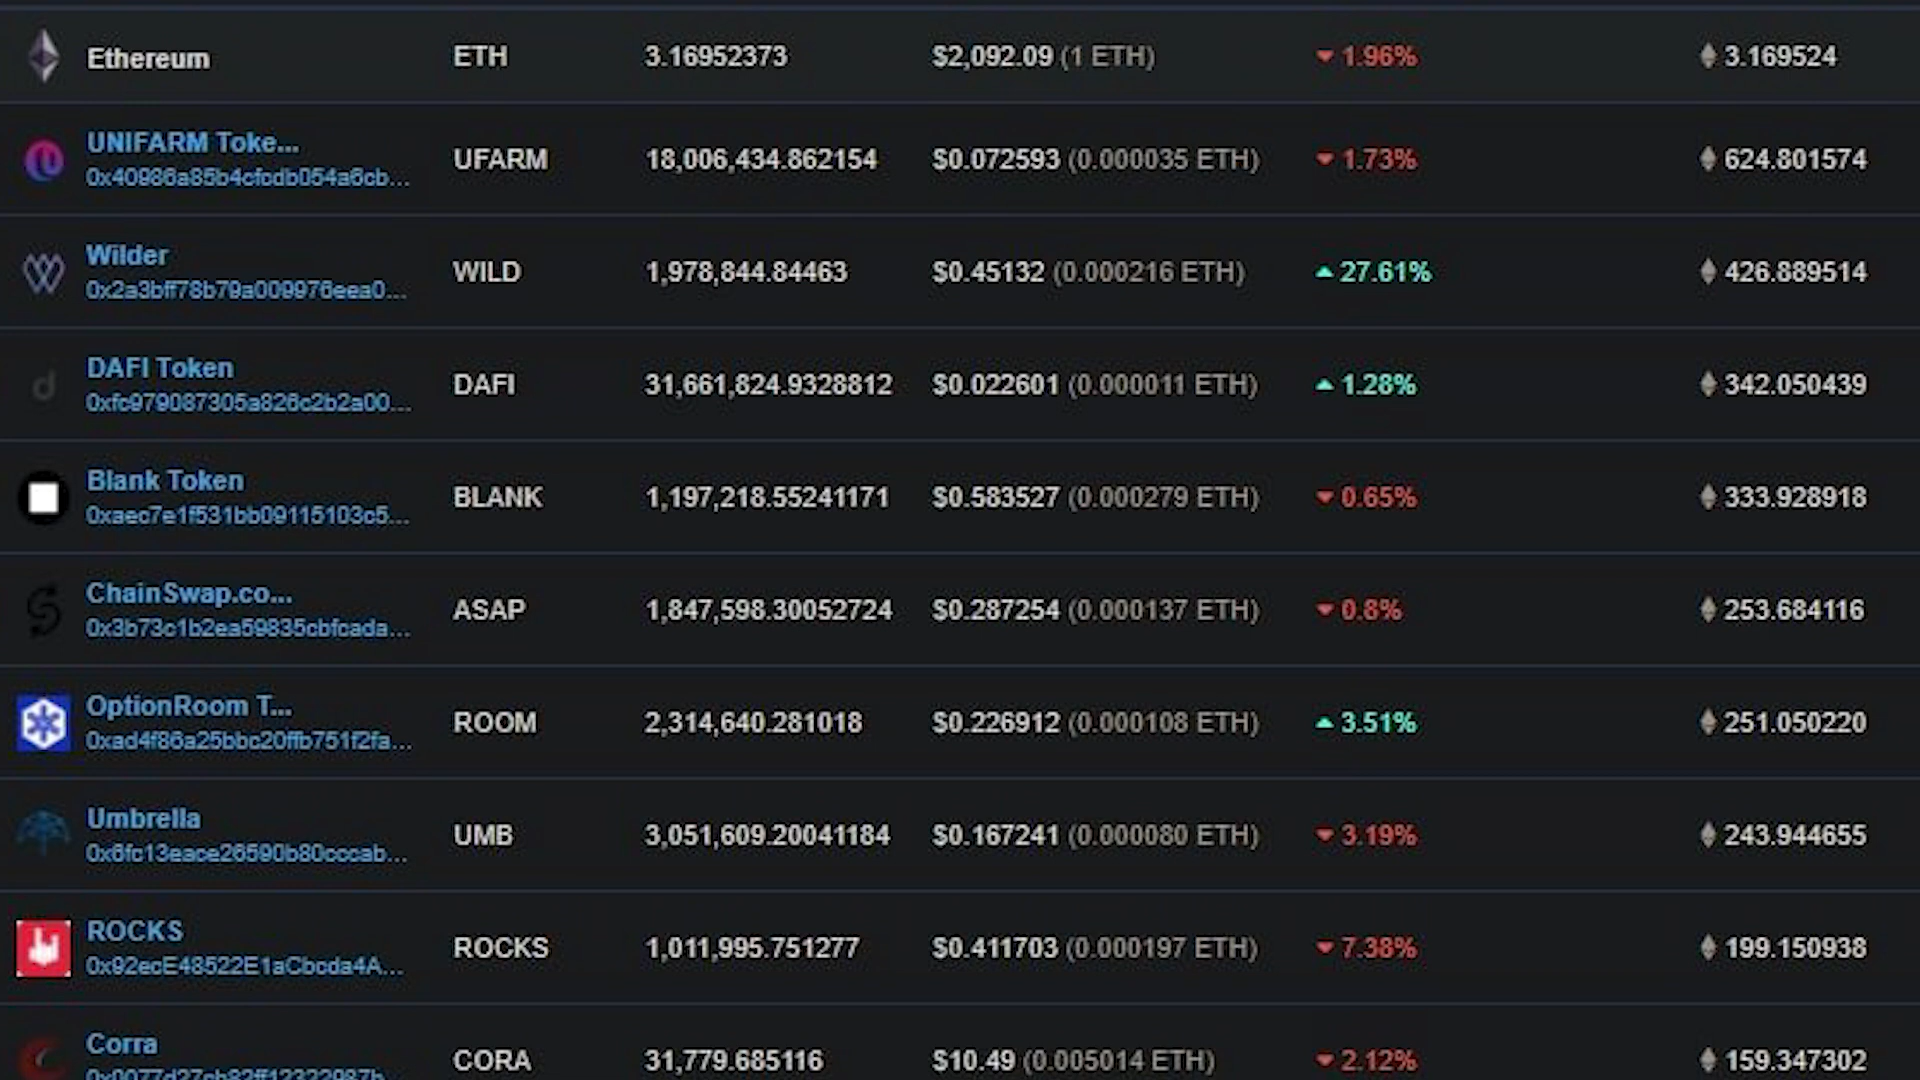 Ethereum ETH 3.16952373 $2,092.09 (1 ETH) 1.96% 3.169524
UNIFARM Toke... UFARM 18,006,434.862154 $0.072593 (0.000035 ETH) 1.73% 624.801574
0x40986a85b4cfcdb054a6cb...
Wilder WILD 1,978,844.84463 $0.45132 (0.000216 ETH) 27.61% 426.889514
0x2a3bff78b79a009976eea0...
DAFI Token DAFI 31,661,824.9328812 $0.022601 (0.000011 ETH) 1.28% 342.050439
0xfc979087305a826c2b2a00...
Blank Token BLANK 1,197,218.55241171 $0.583527 (0.000279 ETH) 0.65% 333.928918
0xaec7e1f531bb09115103c5...
ChainSwap.co... ASAP 1,847,598.30052724 $0.287254 (0.000137 ETH) 0.8% 253.684116
0x3b73c1b2ea59835cbfcada...
OptionRoom T... ROOM 2,314,640.281018 $0.226912 (0.000108 ETH) 3.51% 251.050220
0xad4f86a25bbc20ffb751f2fa...
Umbrella UMB 3,051,609.20041184 $0.167241 (0.000080 ETH) 3.19% 243.944655
0x6fc13eace26590b80cccab...
ROCKS ROCKS 1,011,995.751277 $0.411703 (0.000197 ETH) 7.38% 199.150938
0x92ecE48522E1aCbcda4A...
Corra CORA 31,779.685116 $10.49 (0.005014 ETH) 2.12% 159.347302